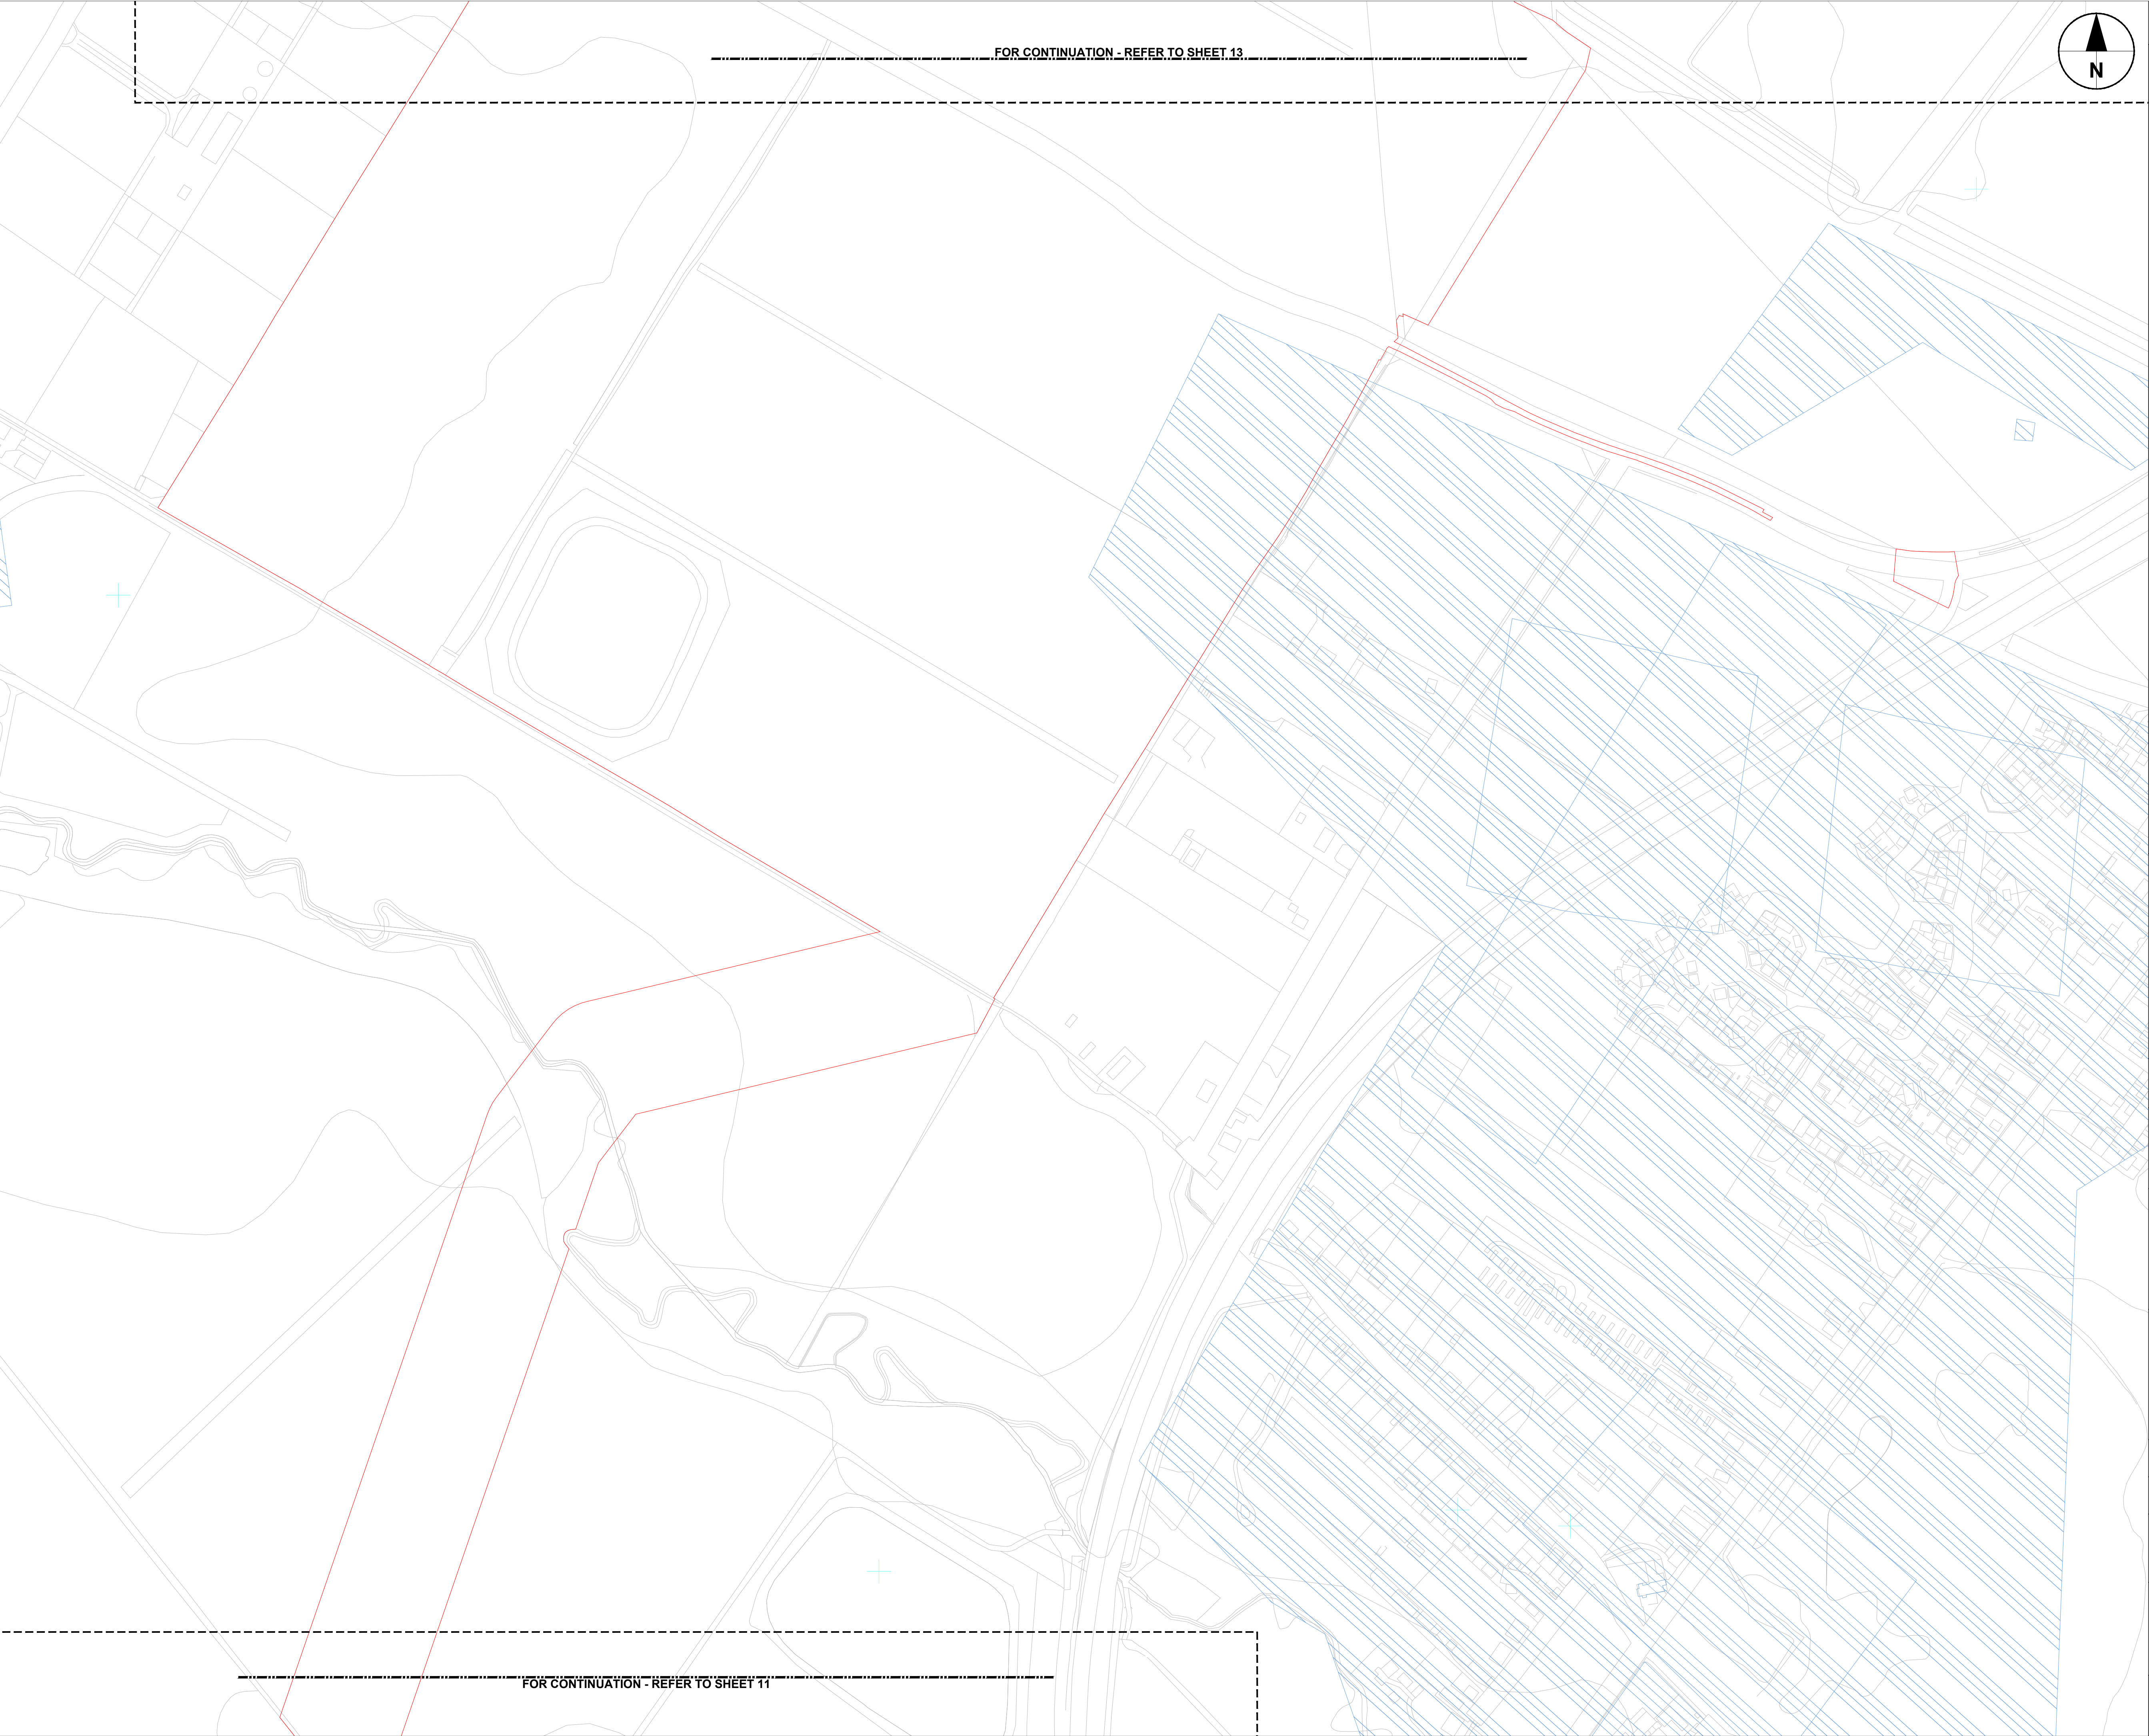 FOR CONTINUATION - REFER TO SHEET 13
N
FOR CONTINUATION - REFER TO SHEET 11